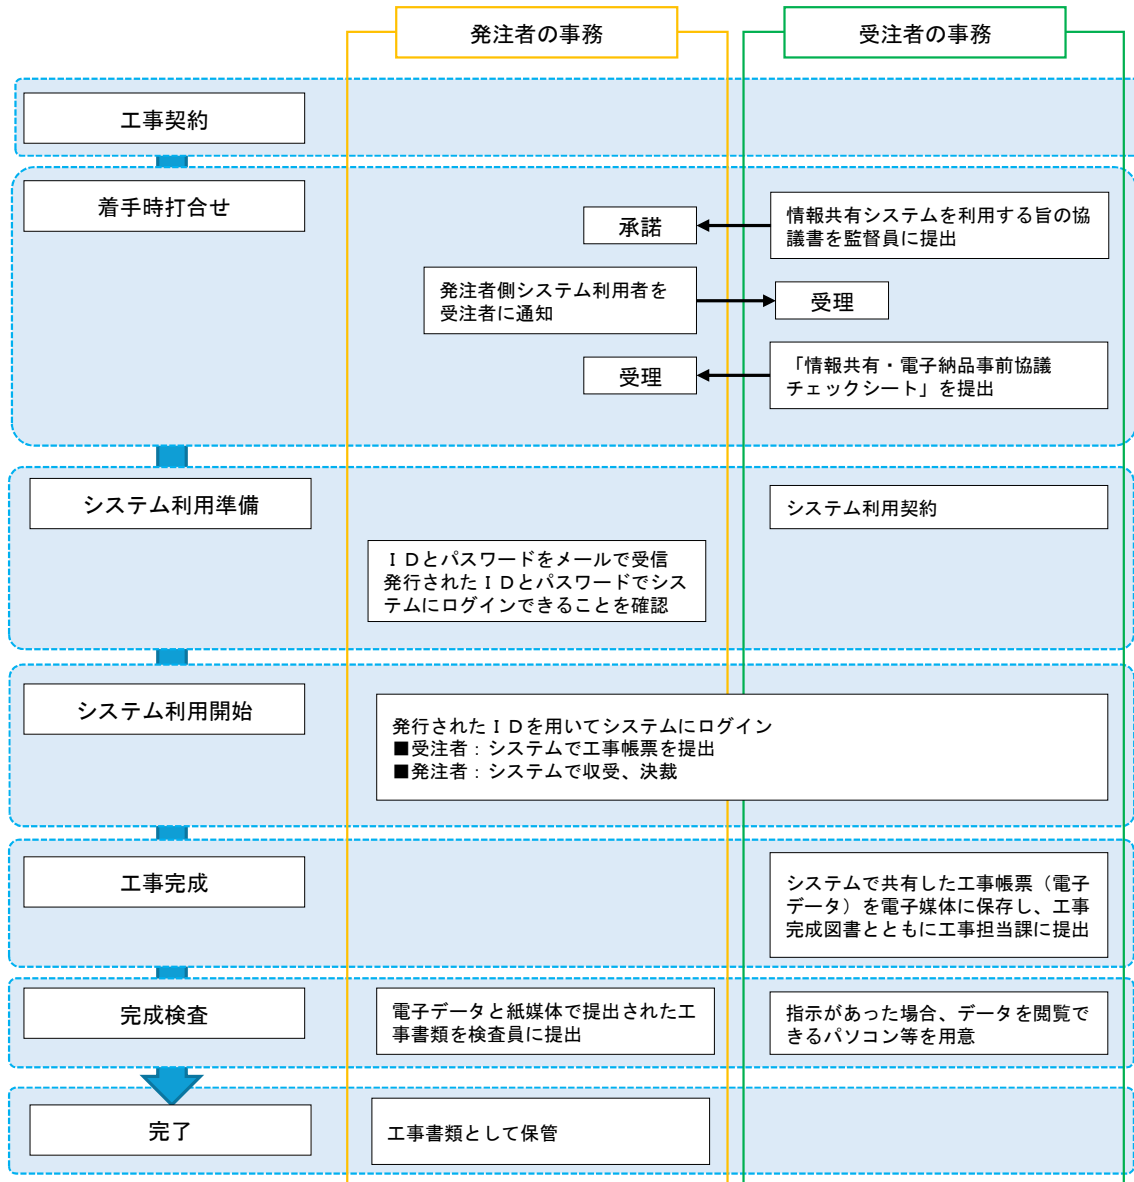 発注者の事務
受注者の事務
工事契約
着手時打合せ
承諾
情報共有システムを利用する旨の協
議書を監督員に提出
発注者側システム利用者を
受注者に通知
受理
受理
「情報共有・電子納品事前協議
チェックシート」を提出
システム利用準備
システム利用契約
ＩＤとパスワードをメールで受信
発行されたＩＤとパスワードでシス
テムにログインできることを確認
システム利用開始
発行されたＩＤを用いてシステムにログイン
■受注者：システムで工事帳票を提出
■発注者：システムで収受、決裁
工事完成
システムで共有した工事帳票（電子
データ）を電子媒体に保存し、工事
完成図書とともに工事担当課に提出
完成検査
電子データと紙媒体で提出された工
事書類を検査員に提出
指示があった場合、データを閲覧で
きるパソコン等を用意
完了
工事書類として保管